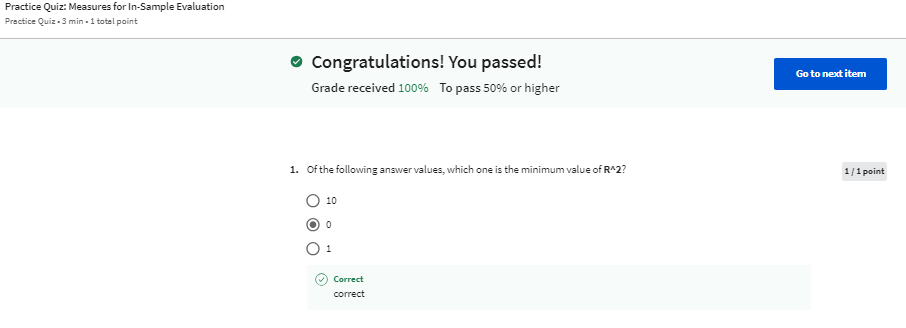 Practice Quiz: Measures for In-Sample Evaluation
Practice Quiz • 3 min • 1 total point
Congratulations! You passed!
Grade received 100% To pass 50% or higher
Go to next item
1. Of the following answer values, which one is the minimum value of R^2?
1 / 1 point
10
0
1
Correct
correct